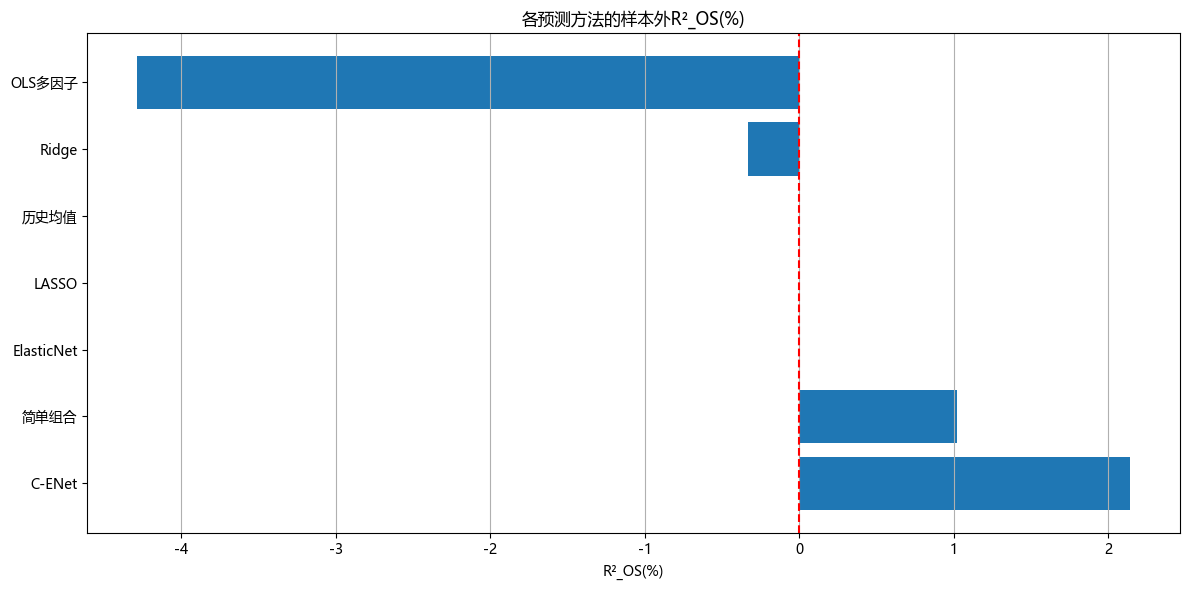 各预测方法的样本外R²_OS(%)
OLS多因子
Ridge
历史均值
LASSO
ElasticNet
简单组合
C-ENet
-4 -3 -2 -1 0 1 2
R²_OS(%)